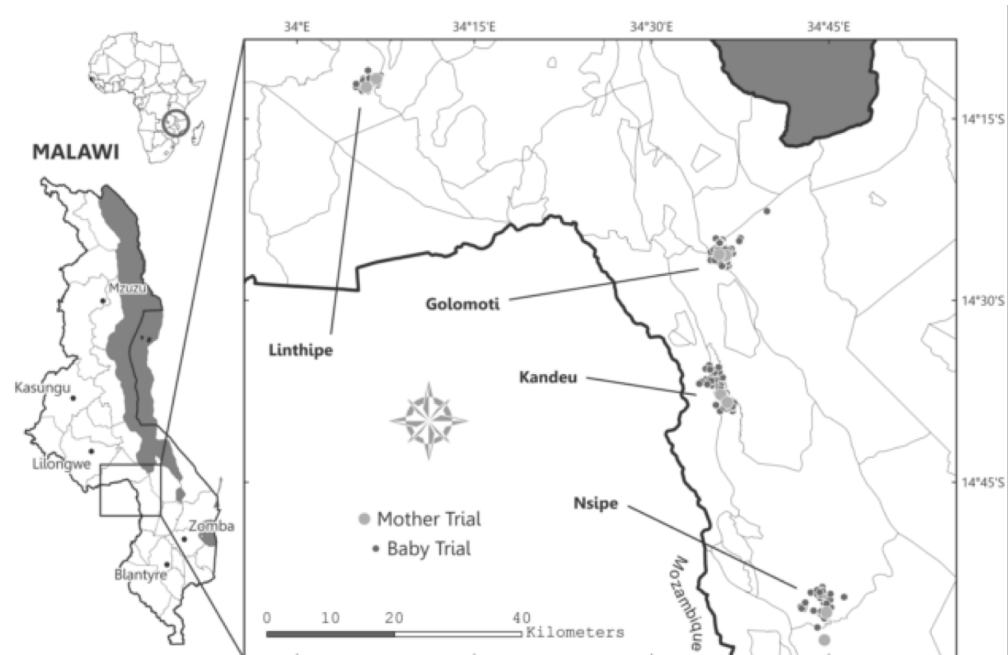 34°0'E
34°15'E
34°30'E
34°45'E
MALAWI
14°15'S
Mzuzu
Golomoti
14°30'S
Linthipe
Kasungu
Kandeu
Lilongwe
14°45'S
Nsipe
Mother Trial
Zomba
Baby Trial
Blantyre
Mozambique
0 10 20 40
Kilometers